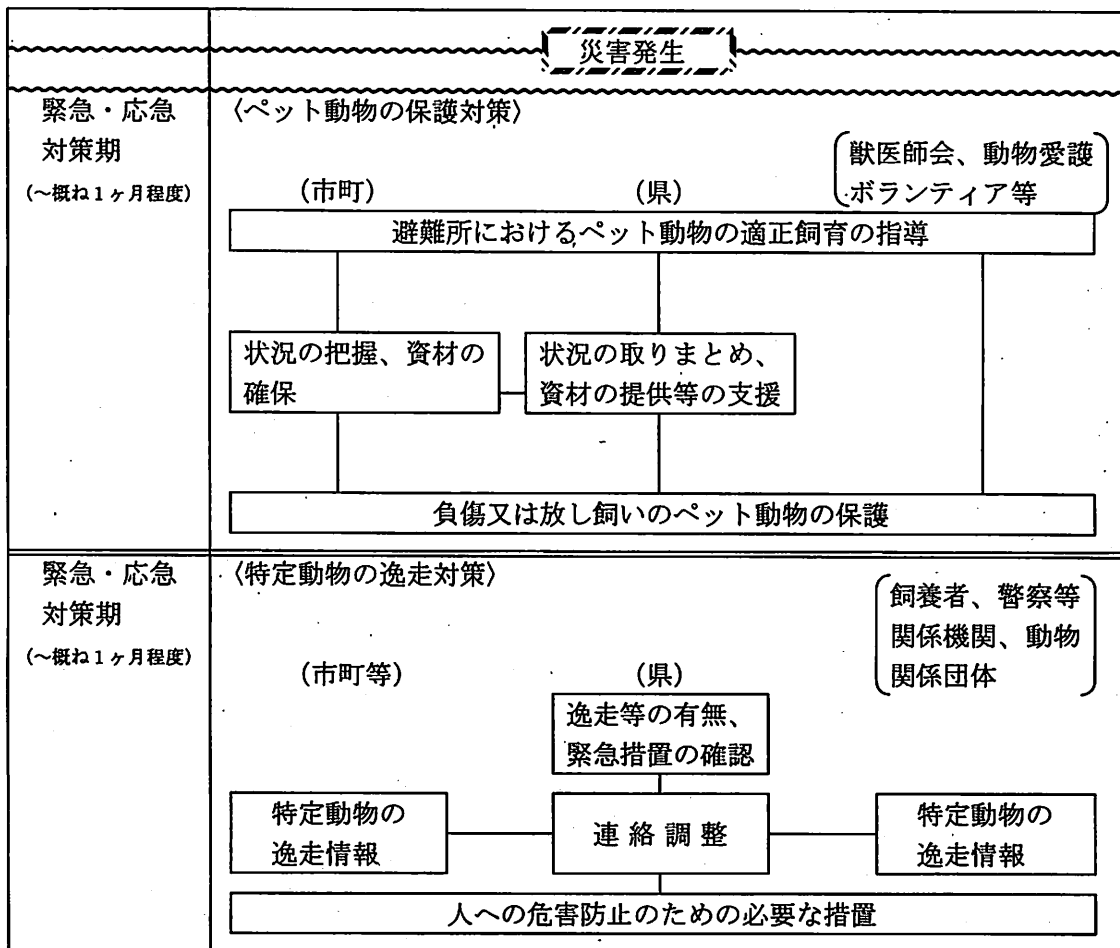 災害発生
緊急・応急
対策期
(～概ね1ヶ月程度)
〈ペット動物の保護対策〉
獣医師会、動物愛護
ボランティア等
(市町)
(県)
避難所におけるペット動物の適正飼育の指導
状況の把握、資材の
確保
状況の取りまとめ、
資材の提供等の支援
負傷又は放し飼いのペット動物の保護
緊急・応急
対策期
(～概ね1ヶ月程度)
〈特定動物の逸走対策〉
飼養者、警察等
関係機関、動物
関係団体
(市町等)
(県)
逸走等の有無、
緊急措置の確認
特定動物の
逸走情報
連絡調整
特定動物の
逸走情報
人への危害防止のための必要な措置